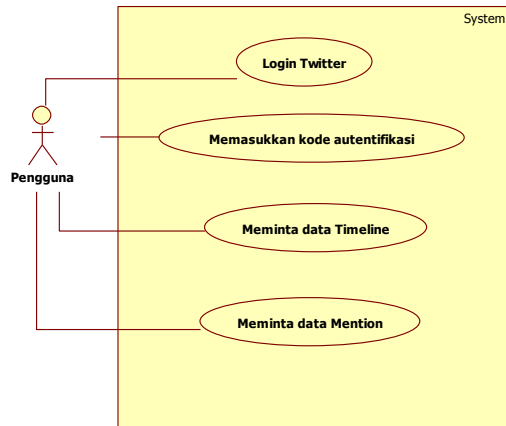 System
Login Twitter
Memasukkan kode autentifikasi
Pengguna
Meminta data Timeline
Meminta data Mention